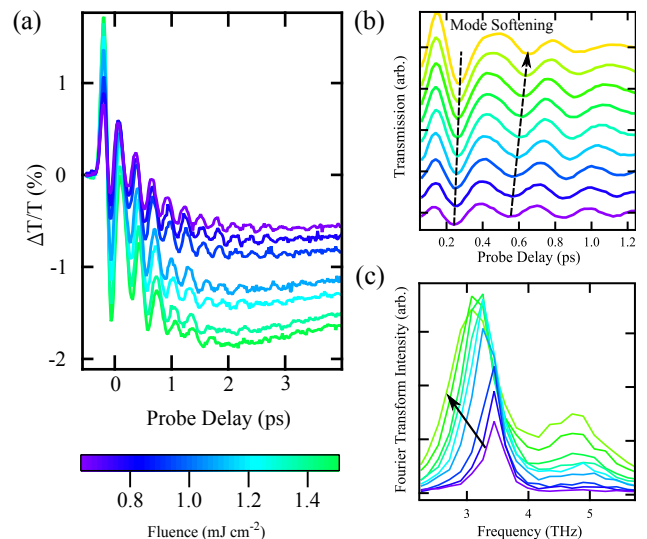 (a)
1
0
-1
-2
ΔT/T (%)
0
1
2
3
Probe Delay (ps)
0.8
1.0
1.2
1.4
Fluence (mJ cm⁻²)
(b)
Mode Softening
Transmission (arb.)
0.2
0.4
0.6
0.8
1.0
1.2
Probe Delay (ps)
(c)
Fourier Transform Intensity (arb.)
3
4
5
Frequency (THz)